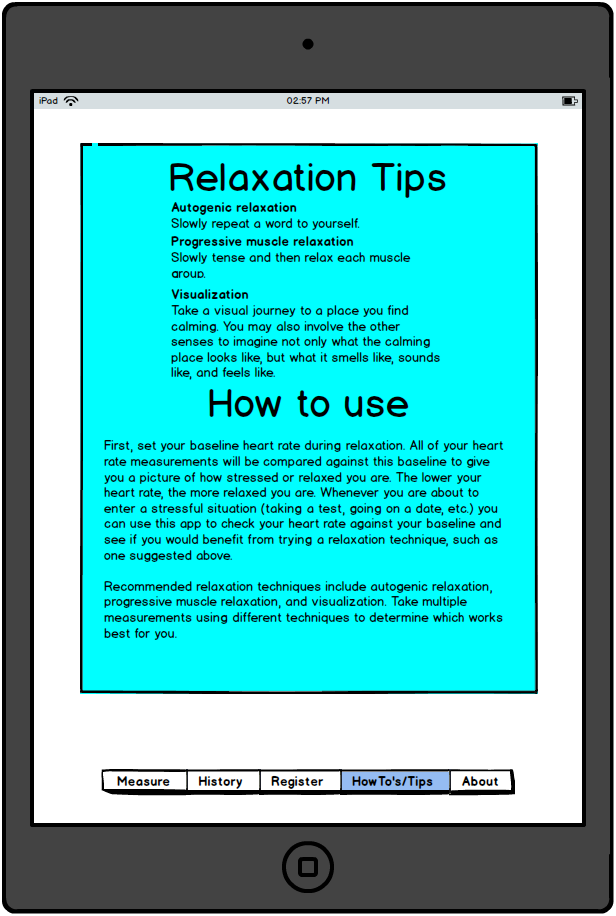 iPad
02:57 PM
Relaxation Tips
Autogenic relaxation
Slowly repeat a word to yourself.
Progressive muscle relaxation
Slowly tense and then relax each muscle
group.
Visualization
Take a visual journey to a place you find
calming. You may also involve the other
senses to imagine not only what the calming
place looks like, but what it smells like, sounds
like, and feels like.
How to use
First, set your baseline heart rate during relaxation. All of your heart
rate measurements will be compared against this baseline to give
you a picture of how stressed or relaxed you are. The lower your
heart rate, the more relaxed you are. Whenever you are about to
enter a stressful situation (taking a test, going on a date, etc.) you
can use this app to check your heart rate against your baseline and
see if you would benefit from trying a relaxation technique, such as
one suggested above.
Recommended relaxation techniques include autogenic relaxation,
progressive muscle relaxation, and visualization. Take multiple
measurements using different techniques to determine which works
best for you.
Measure History Register HowTo's/Tips About